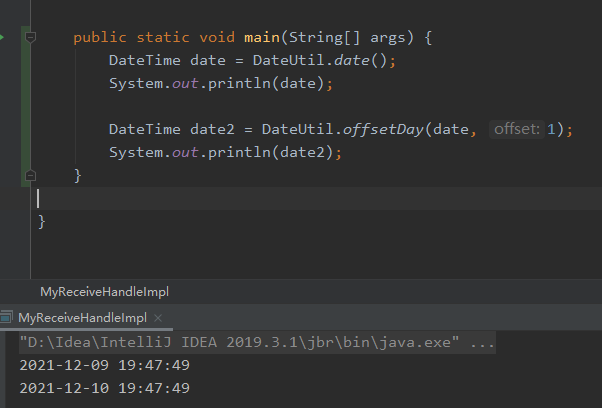 public static void main(String[] args) {
DateTime date = DateUtil.date();
System.out.println(date);
DateTime date2 = DateUtil.offsetDay(date, offset: 1);
System.out.println(date2);
}
}
MyReceiveHandleImpl
MyReceiveHandleImpl ×
"D:\Idea\IntelliJ IDEA 2019.3.1\jbr\bin\java.exe" ...
2021-12-09 19:47:49
2021-12-10 19:47:49